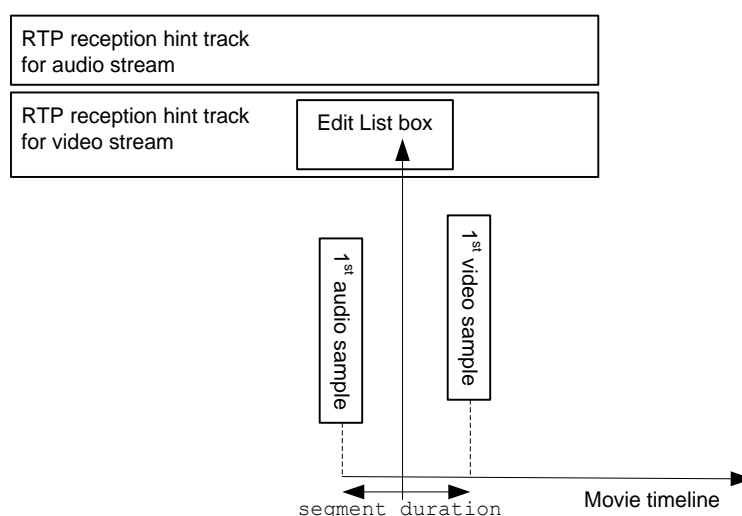 RTP reception hint track
for audio stream
RTP reception hint track
for video stream
Edit List box
1st audio sample
1st video sample
segment duration
Movie timeline